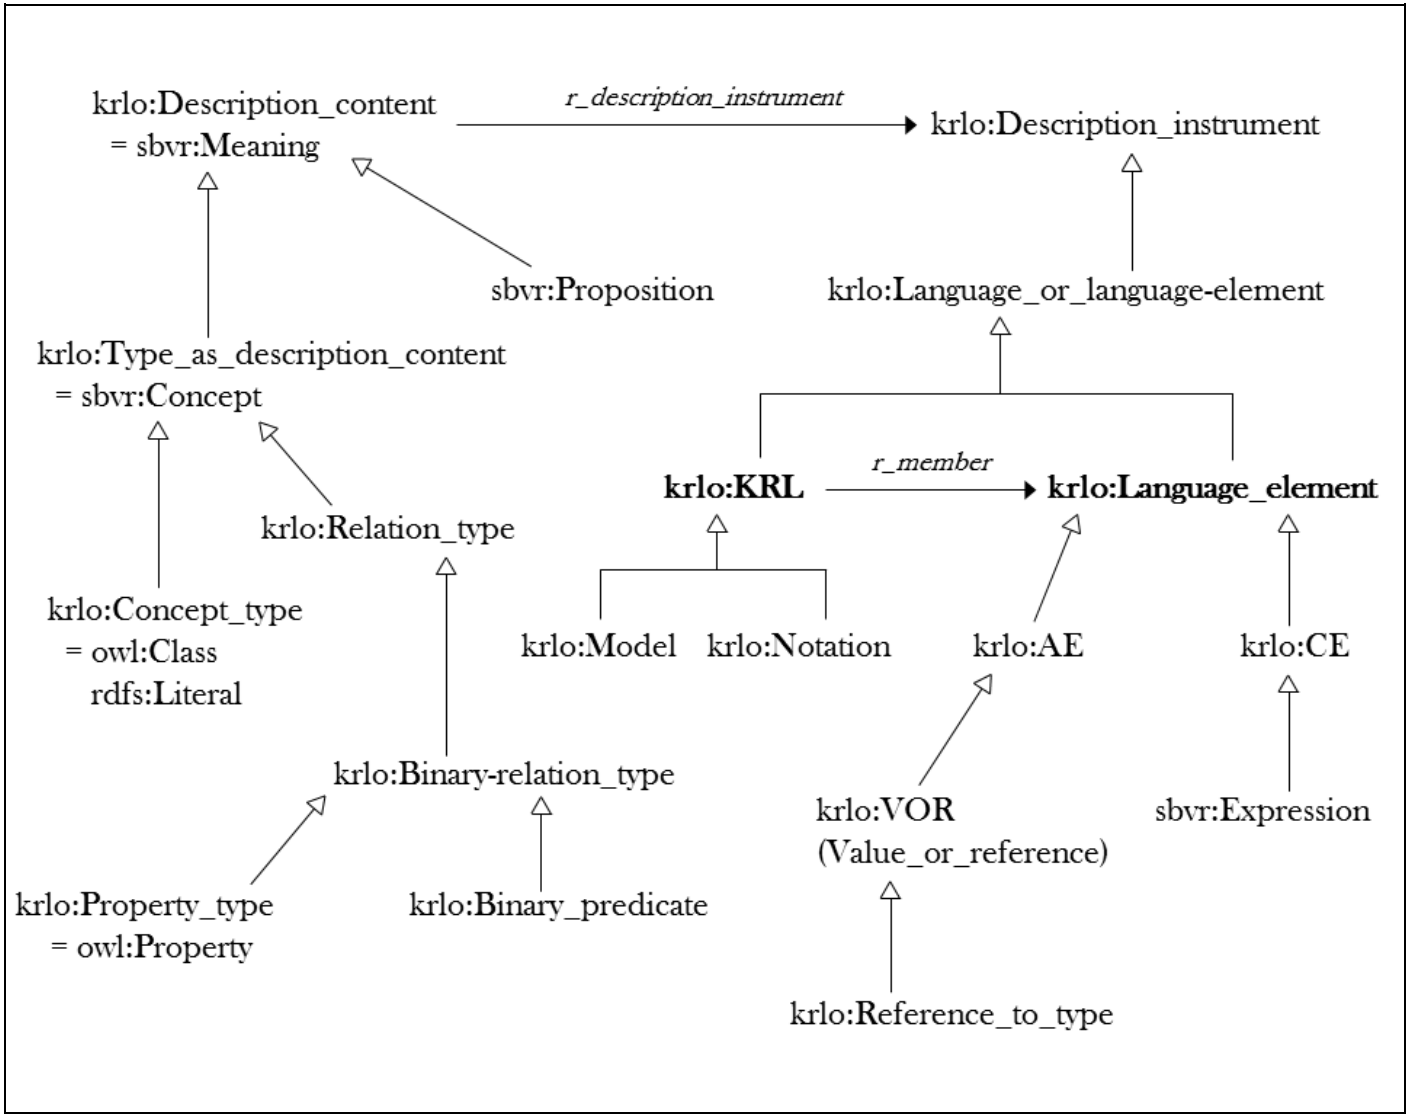 krlo:Description_content
= sbvr:Meaning
r_description_instrument
krlo:Description_instrument
sbvr:Proposition
krlo:Language_or_language-element
krlo:Type_as_description_content
= sbvr:Concept
krlo:KRL
r_member
krlo:Language_element
krlo:Relation_type
krlo:Concept_type
= owl:Class
rdfs:Literal
krlo:Model
krlo:Notation
krlo:AE
krlo:CE
krlo:Binary-relation_type
krlo:VOR
(Value_or_reference)
sbvr:Expression
krlo:Property_type
= owl:Property
krlo:Binary_predicate
krlo:Reference_to_type